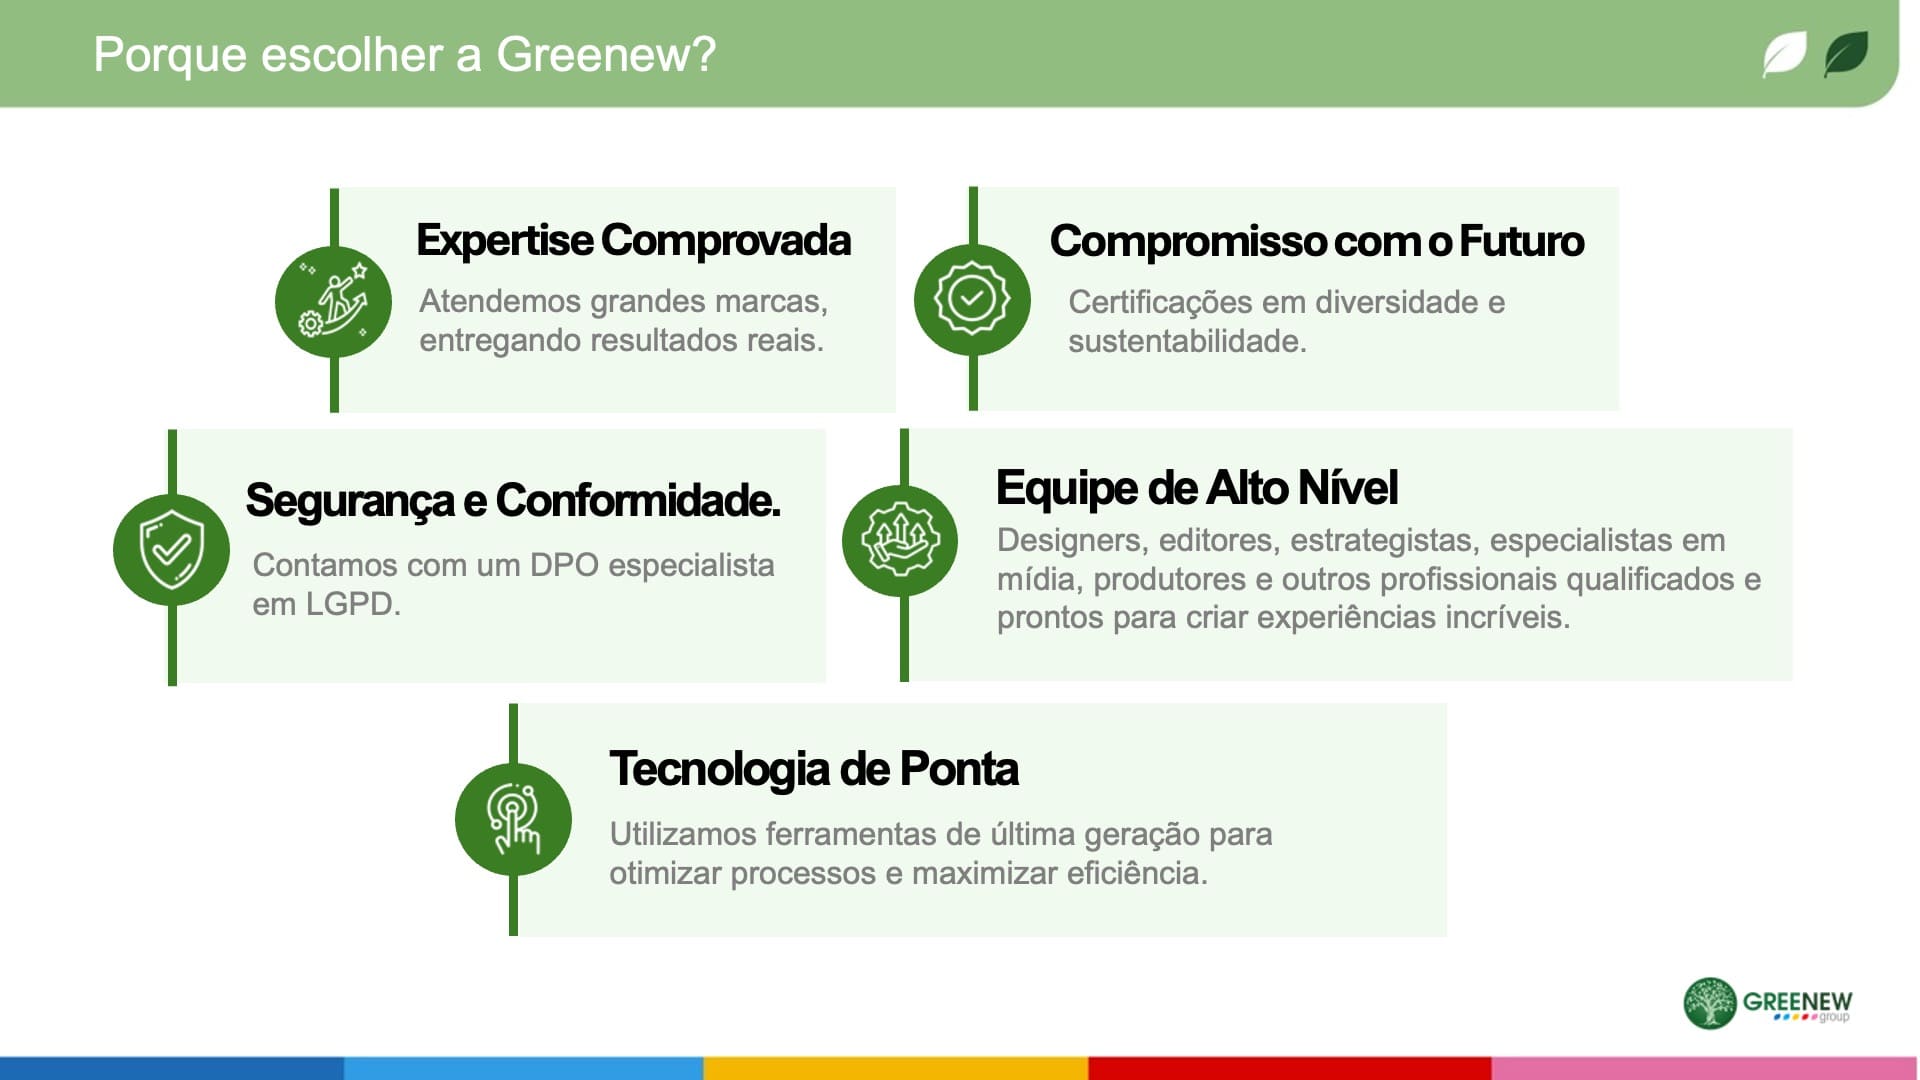 Porque escolher a Greenew?
Expertise Comprovada
Atendemos grandes marcas,
entregando resultados reais.
Compromisso com o Futuro
Certificações em diversidade e
sustentabilidade.
Segurança e Conformidade.
Contamos com um DPO especialista
em LGPD.
Equipe de Alto Nível
Designers, editores, estrategistas, especialistas em
mídia, produtores e outros profissionais qualificados e
prontos para criar experiências incríveis.
Tecnologia de Ponta
Utilizamos ferramentas de última geração para
otimizar processos e maximizar eficiência.
GREENEW
group